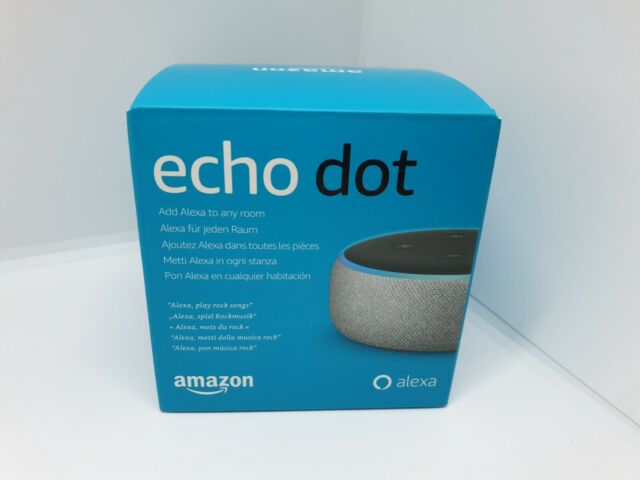 amazon
echo dot
Add Alexa to any room
Alexa für jeden Raum
Ajoutez Alexa dans toutes les pièces
Metti Alexa in ogni stanza
Pon Alexa en cualquier habitación
"Alexa, play rock songs"
„Alexa, spiel Rockmusik"
« Alexa, mets du rock »
"Alexa, metti della musica rock"
"Alexa, pon música rock"
amazon
alexa